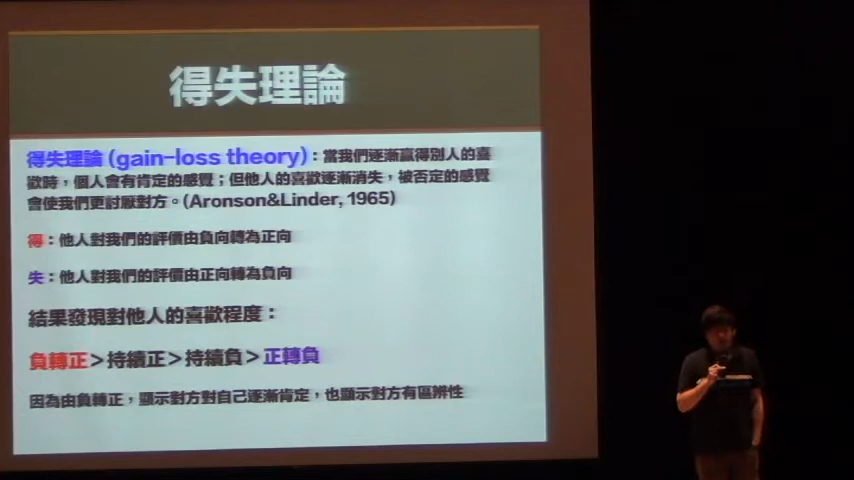 得失理論
得失理論 (gain-loss theory)：當我們逐漸贏得別人的喜
歡時，個人會有肯定的感覺；但他人的喜歡逐漸消失，被否定的感覺
會使我們更討厭對方。(Aronson&Linder, 1965)
得：他人對我們的評價由負向轉為正向
失：他人對我們的評價由正向轉為負向
結果發現對他人的喜歡程度：
負轉正>持續正>持續負>正轉負
因為由負轉正，顯示對方對自己逐漸肯定，也顯示對方有區辨性